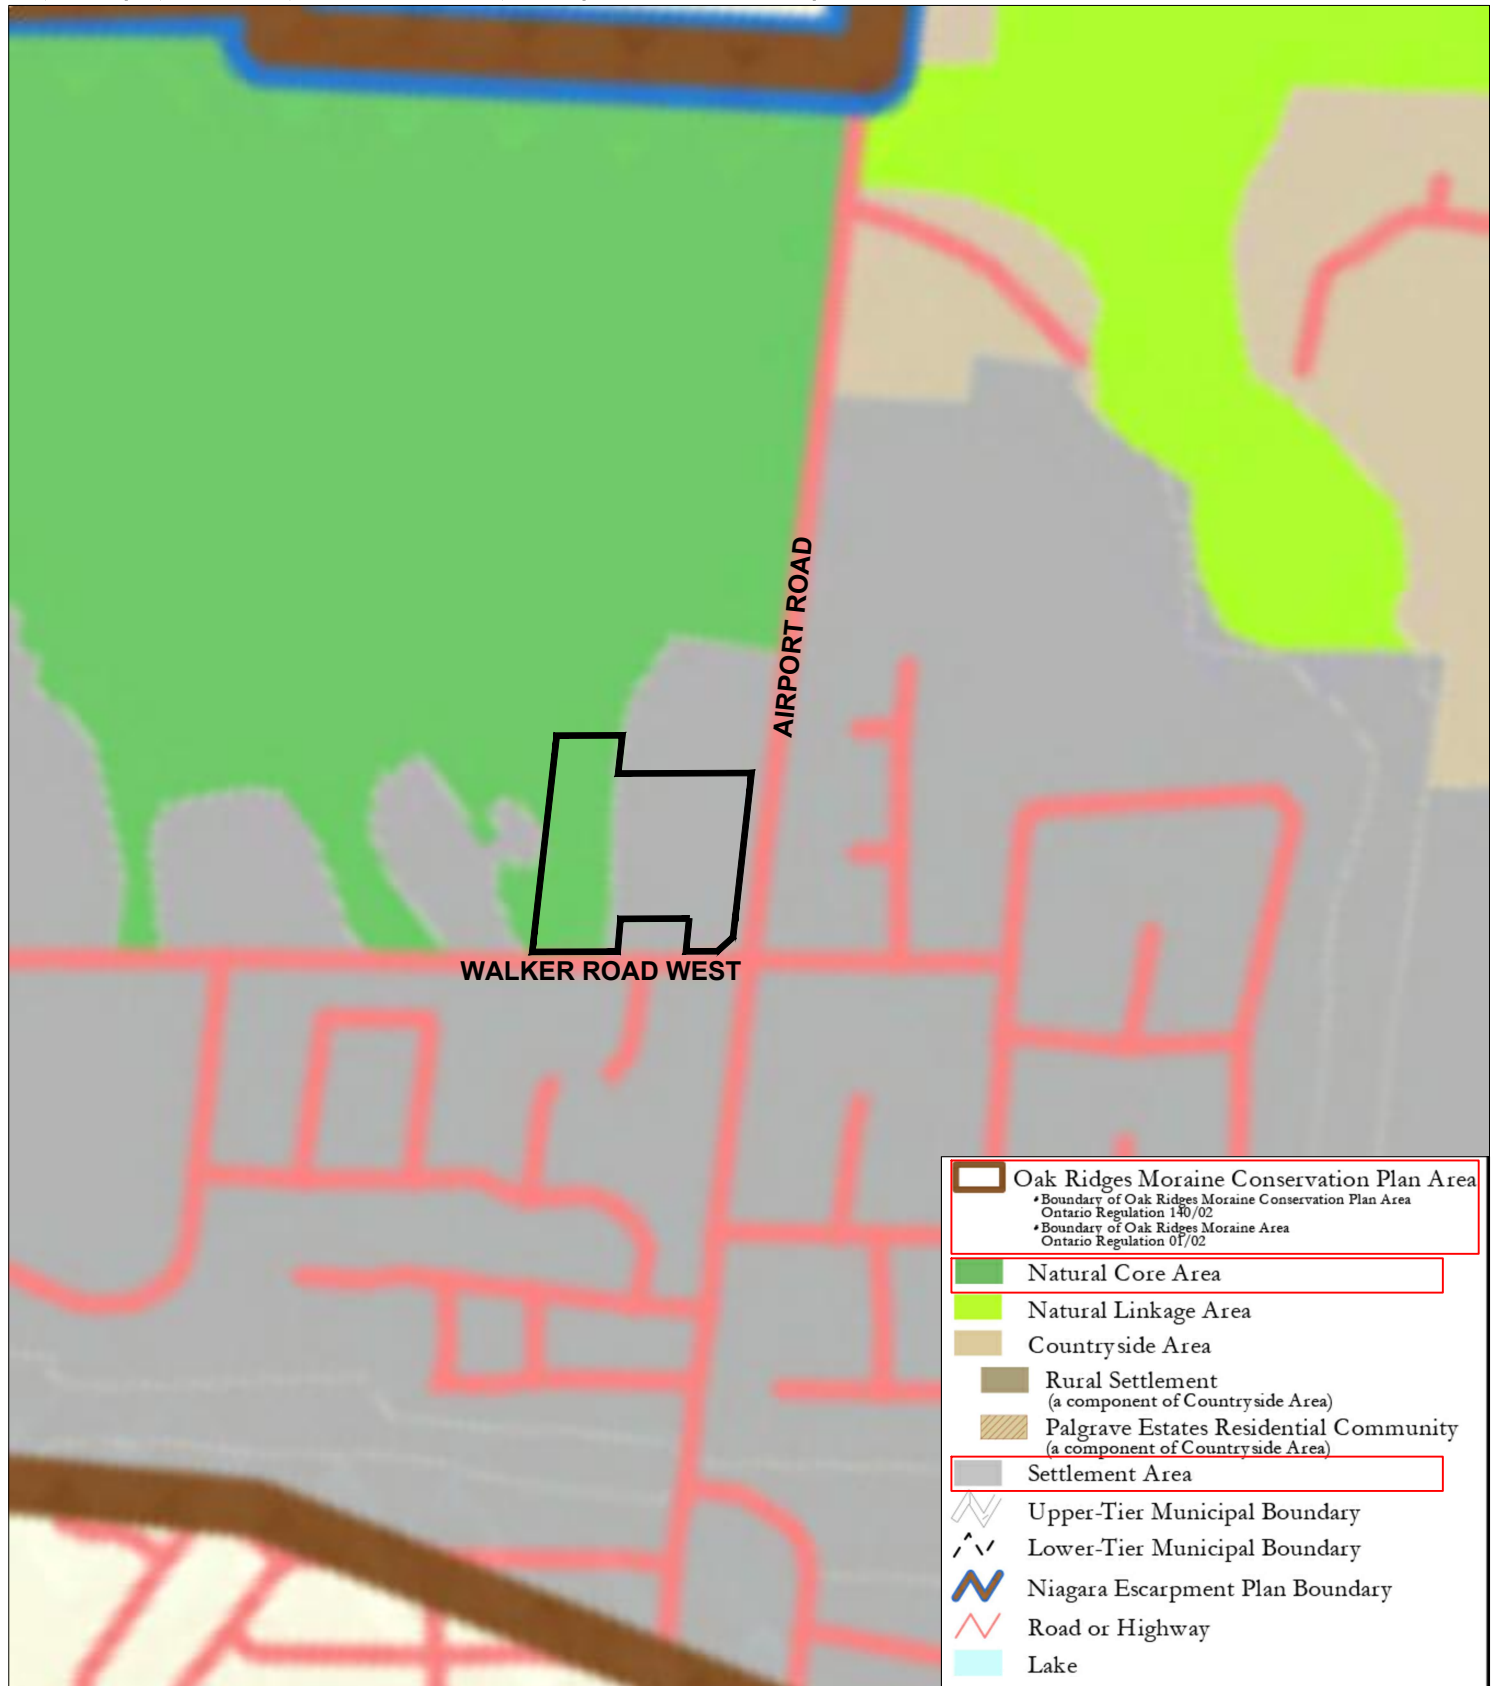 AIRPORT ROAD
WALKER ROAD WEST
Oak Ridges Moraine Conservation Plan Area
•Boundary of Oak Ridges Moraine Conservation Plan Area
Ontario Regulation 140/02
•Boundary of Oak Ridges Moraine Area
Ontario Regulation 01/02
Natural Core Area
Natural Linkage Area
Countryside Area
Rural Settlement
(a component of Countryside Area)
Palgrave Estates Residential Community
(a component of Countryside Area)
Settlement Area
Upper-Tier Municipal Boundary
Lower-Tier Municipal Boundary
Niagara Escarpment Plan Boundary
Road or Highway
Lake